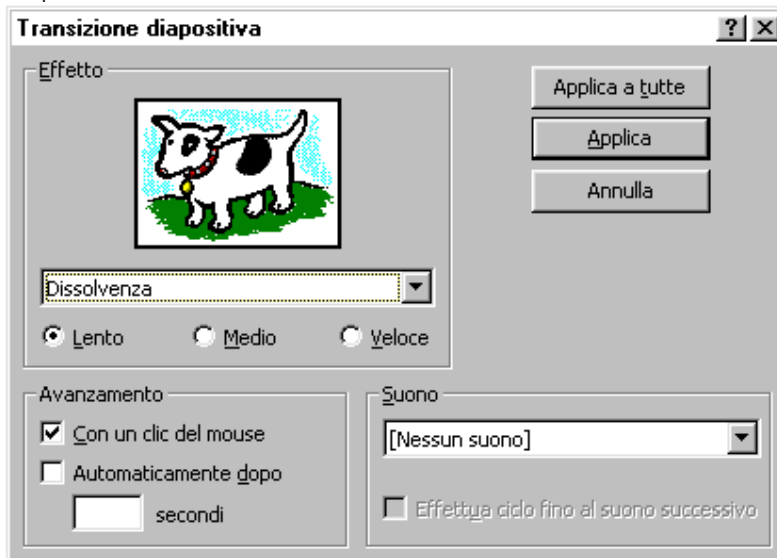 Transizione diapositiva
Effetto
Applica a tutte
Applica
Annulla
Dissolvenza
Lento Medio Veloce
Avanzamento
Con un clic del mouse
Automaticamente dopo
secondi
Suono
[Nessun suono]
Effettua ciclo fino al suono successivo